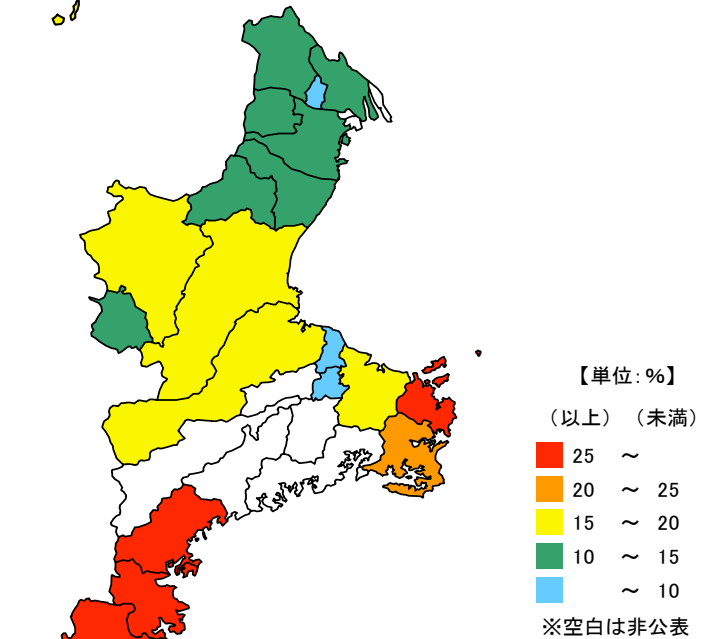 【単位:%】
（以上）（未満）
25 ～
20 ～ 25
15 ～ 20
10 ～ 15
～ 10
※空白は非公表